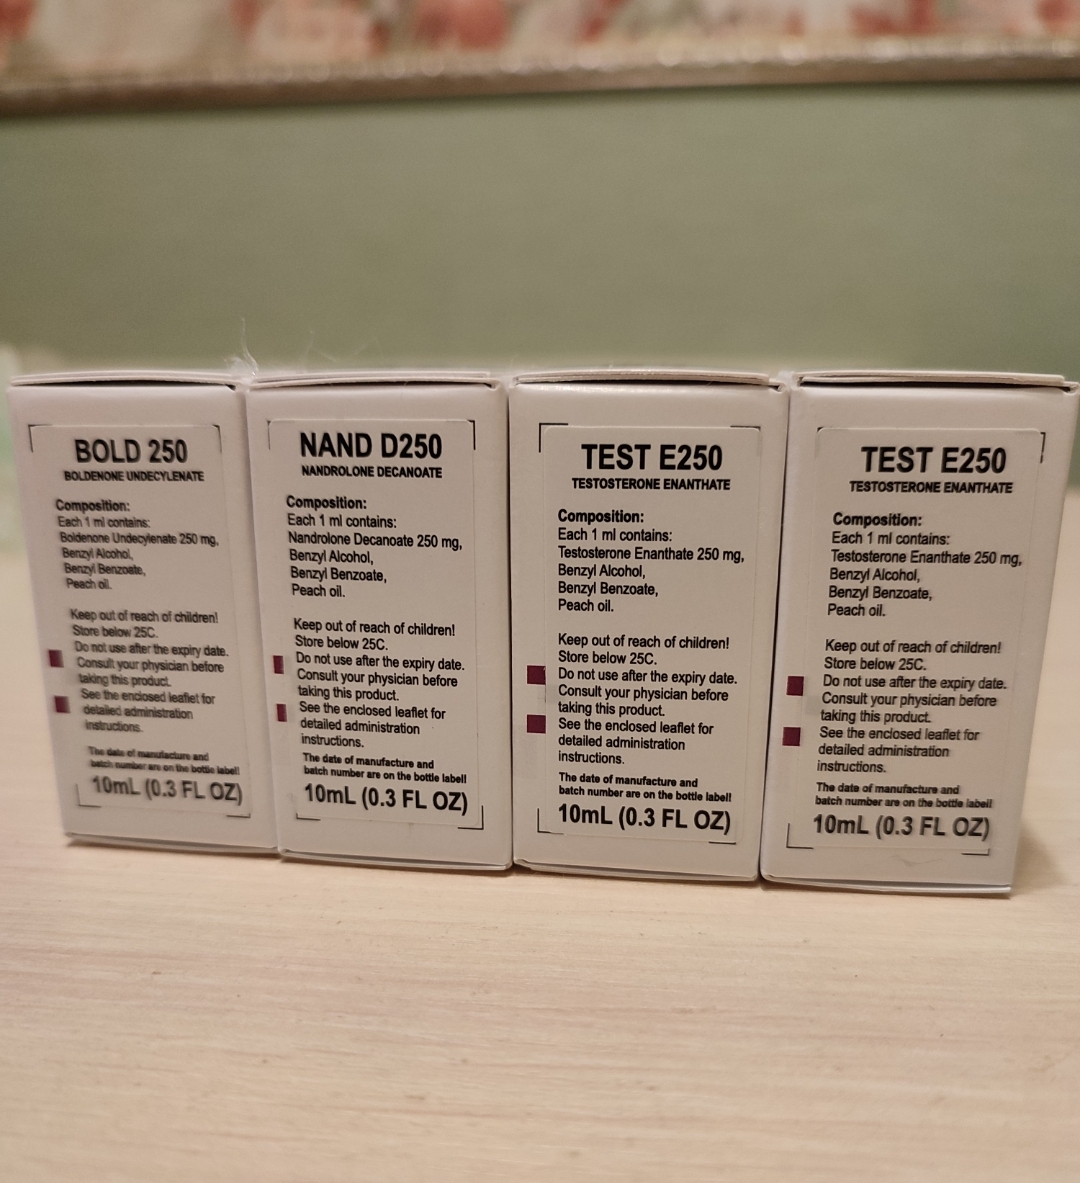 BOLD 250
BOLDENONE UNDECYLENATE
Composition:
Each 1 ml contains:
Boldenone Undecylenate 250 mg,
Benzyl Alcohol,
Benzyl Benzoate,
Peach oil.
Keep out of reach of children!
Store below 25C.
Do not use after the expiry date.
Consult your physician before
taking this product.
See the enclosed leaflet for
detailed administration
instructions.
The date of manufacture and
batch number are on the bottle label!
10mL (0.3 FL OZ)
NAND D250
NANDROLONE DECANOATE
Composition:
Each 1 ml contains:
Nandrolone Decanoate 250 mg,
Benzyl Alcohol,
Benzyl Benzoate,
Peach oil.
Keep out of reach of children!
Store below 25C.
Do not use after the expiry date.
Consult your physician before
taking this product.
See the enclosed leaflet for
detailed administration
instructions.
The date of manufacture and
batch number are on the bottle label!
10mL (0.3 FL OZ)
TEST E250
TESTOSTERONE ENANTHATE
Composition:
Each 1 ml contains:
Testosterone Enanthate 250 mg,
Benzyl Alcohol,
Benzyl Benzoate,
Peach oil.
Keep out of reach of children!
Store below 25C.
Do not use after the expiry date.
Consult your physician before
taking this product.
See the enclosed leaflet for
detailed administration
instructions.
The date of manufacture and
batch number are on the bottle label!
10mL (0.3 FL OZ)
TEST E250
TESTOSTERONE ENANTHATE
Composition:
Each 1 ml contains:
Testosterone Enanthate 250 mg,
Benzyl Alcohol,
Benzyl Benzoate,
Peach oil.
Keep out of reach of children!
Store below 25C.
Do not use after the expiry date.
Consult your physician before
taking this product.
See the enclosed leaflet for
detailed administration
instructions.
The date of manufacture and
batch number are on the bottle label!
10mL (0.3 FL OZ)